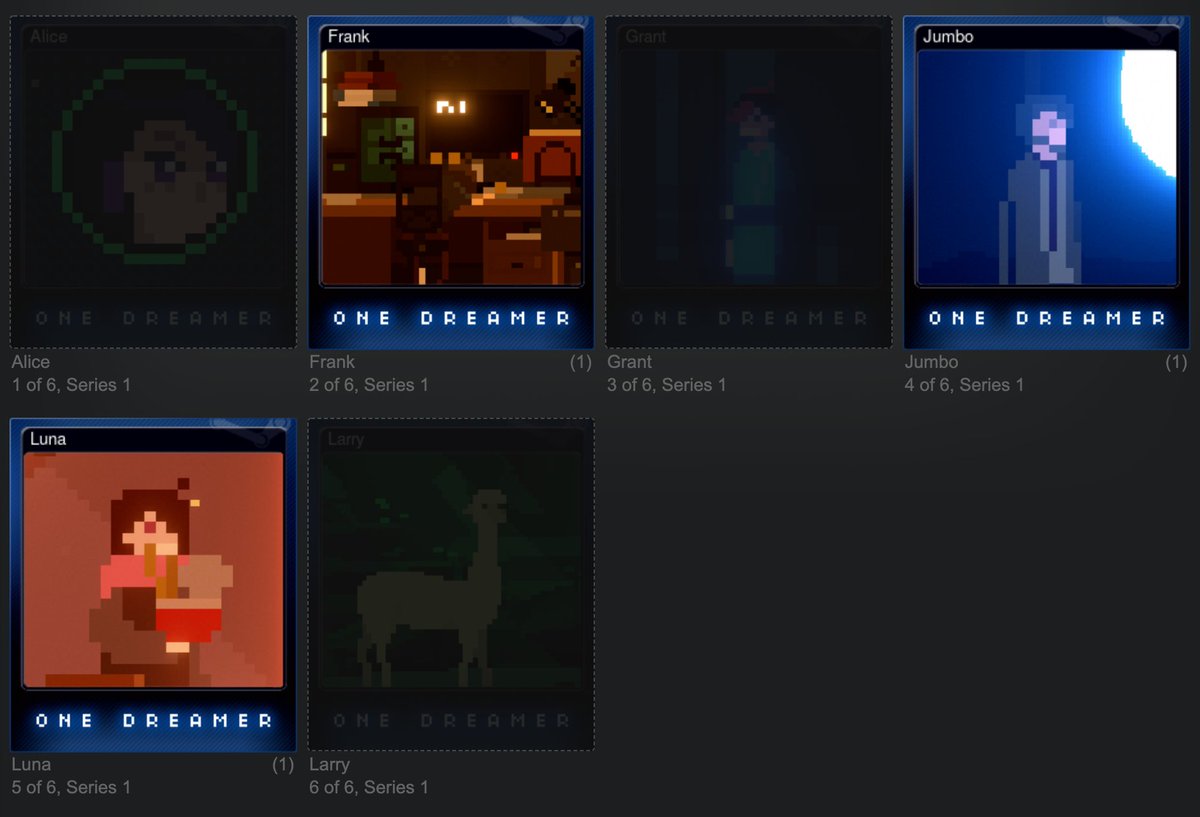 Alice
Frank
Grant
Jumbo
ONE DREAMER
ONE DREAMER
ONE DREAMER
ONE DREAMER
Alice
Frank (1)
Grant
Jumbo (1)
1 of 6, Series 1
2 of 6, Series 1
3 of 6, Series 1
4 of 6, Series 1
Luna
Larry
ONE DREAMER
ONE DREAMER
Luna (1)
Larry
5 of 6, Series 1
6 of 6, Series 1